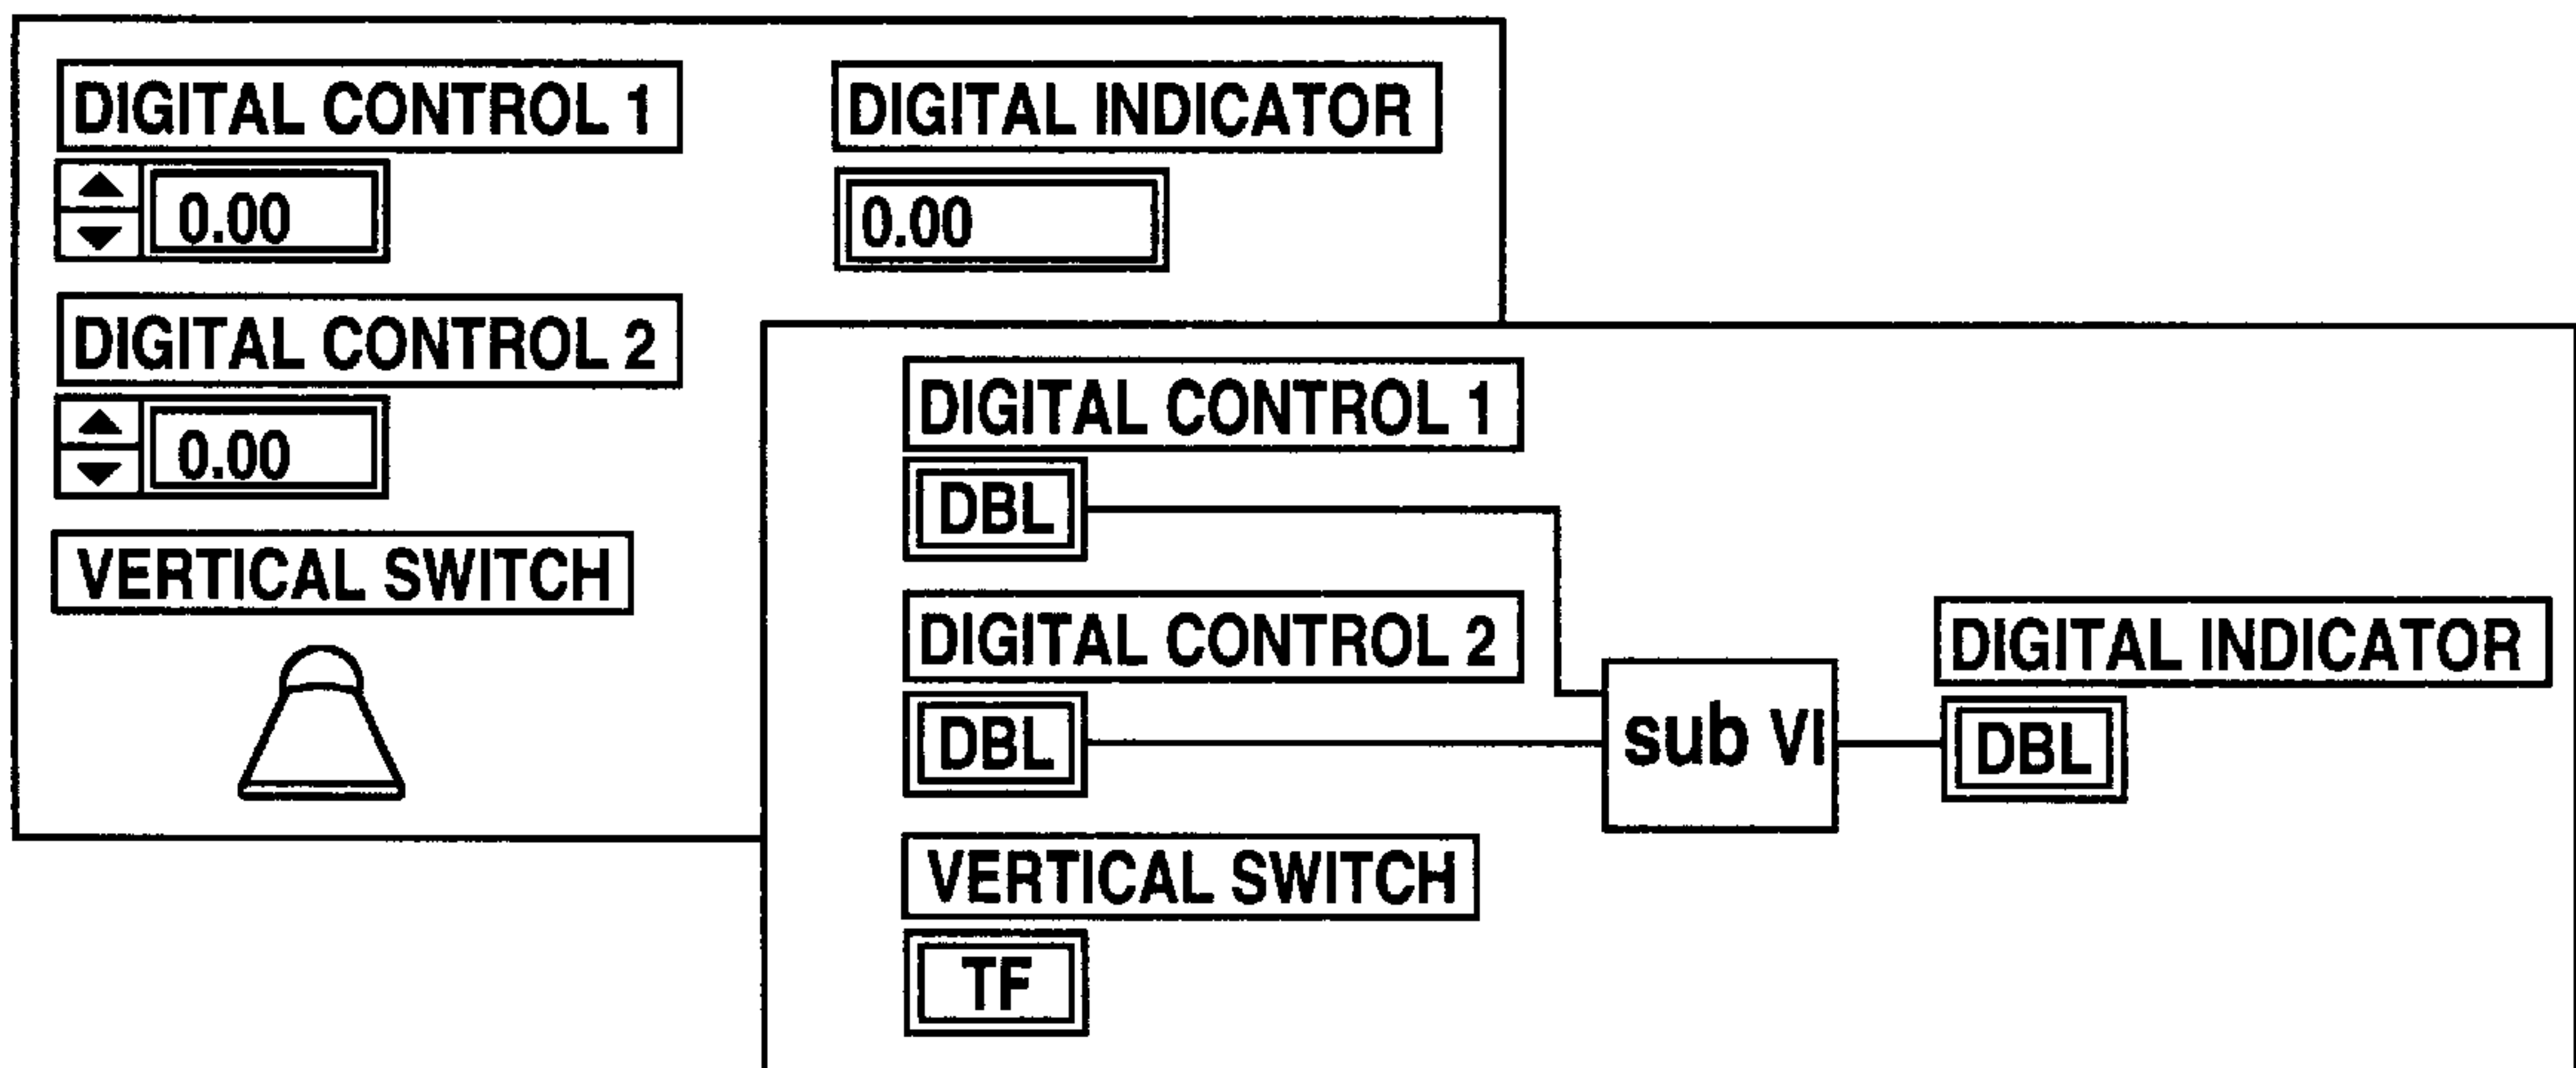 DIGITAL CONTROL 1
0.00
DIGITAL CONTROL 2
0.00
VERTICAL SWITCH
DIGITAL INDICATOR
0.00
DIGITAL CONTROL 1
DBL
DIGITAL CONTROL 2
DBL
VERTICAL SWITCH
TF
sub VI
DIGITAL INDICATOR
DBL